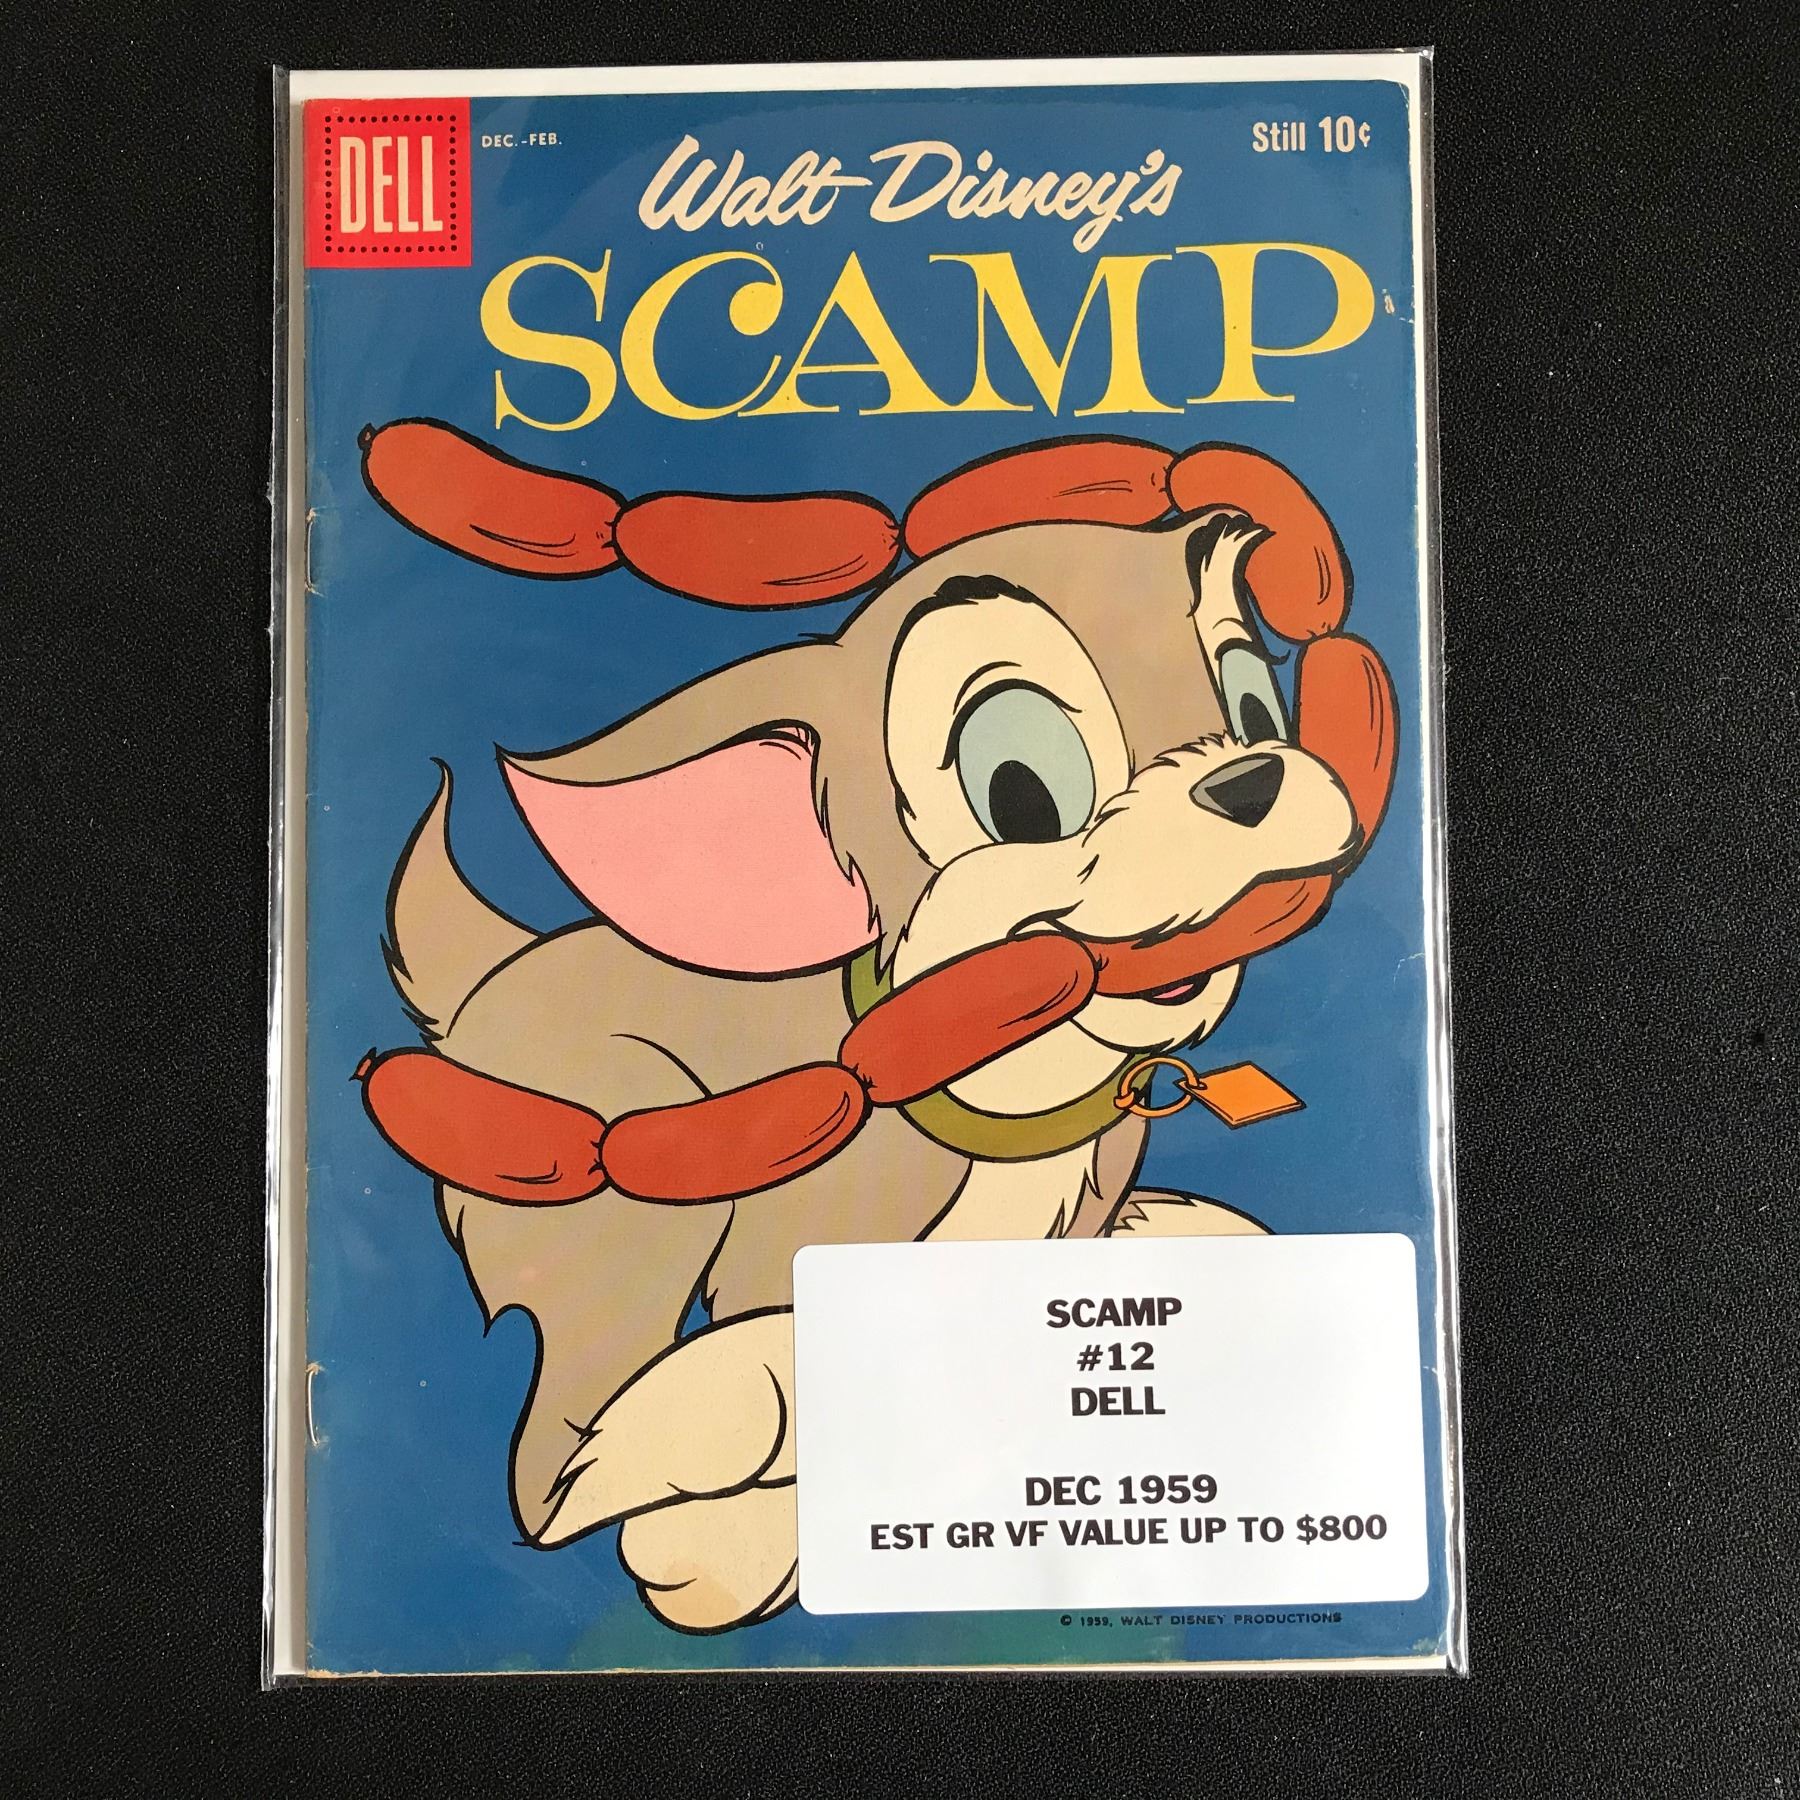 DELL
DEC.-FEB.
Still 10¢
Walt Disney's
SCAMP
SCAMP
#12
DELL
DEC 1959
EST GR VF VALUE UP TO $800
© 1959, WALT DISNEY PRODUCTIONS